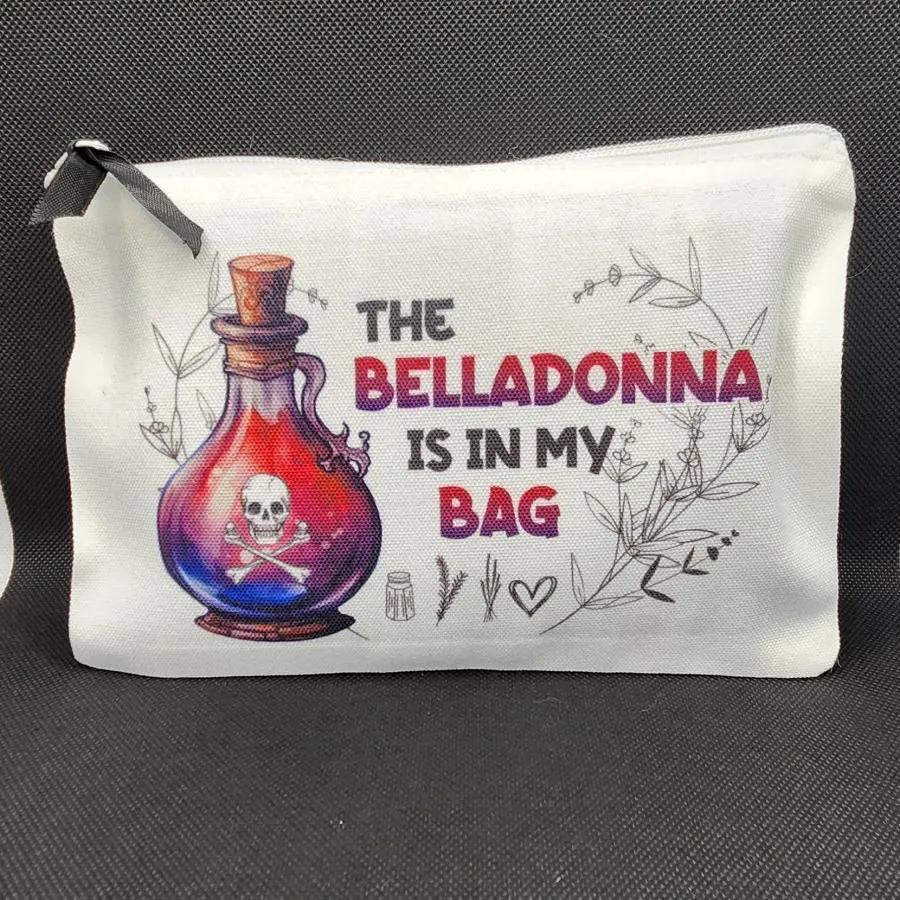 THE
BELLADONNA
IS IN MY
BAG